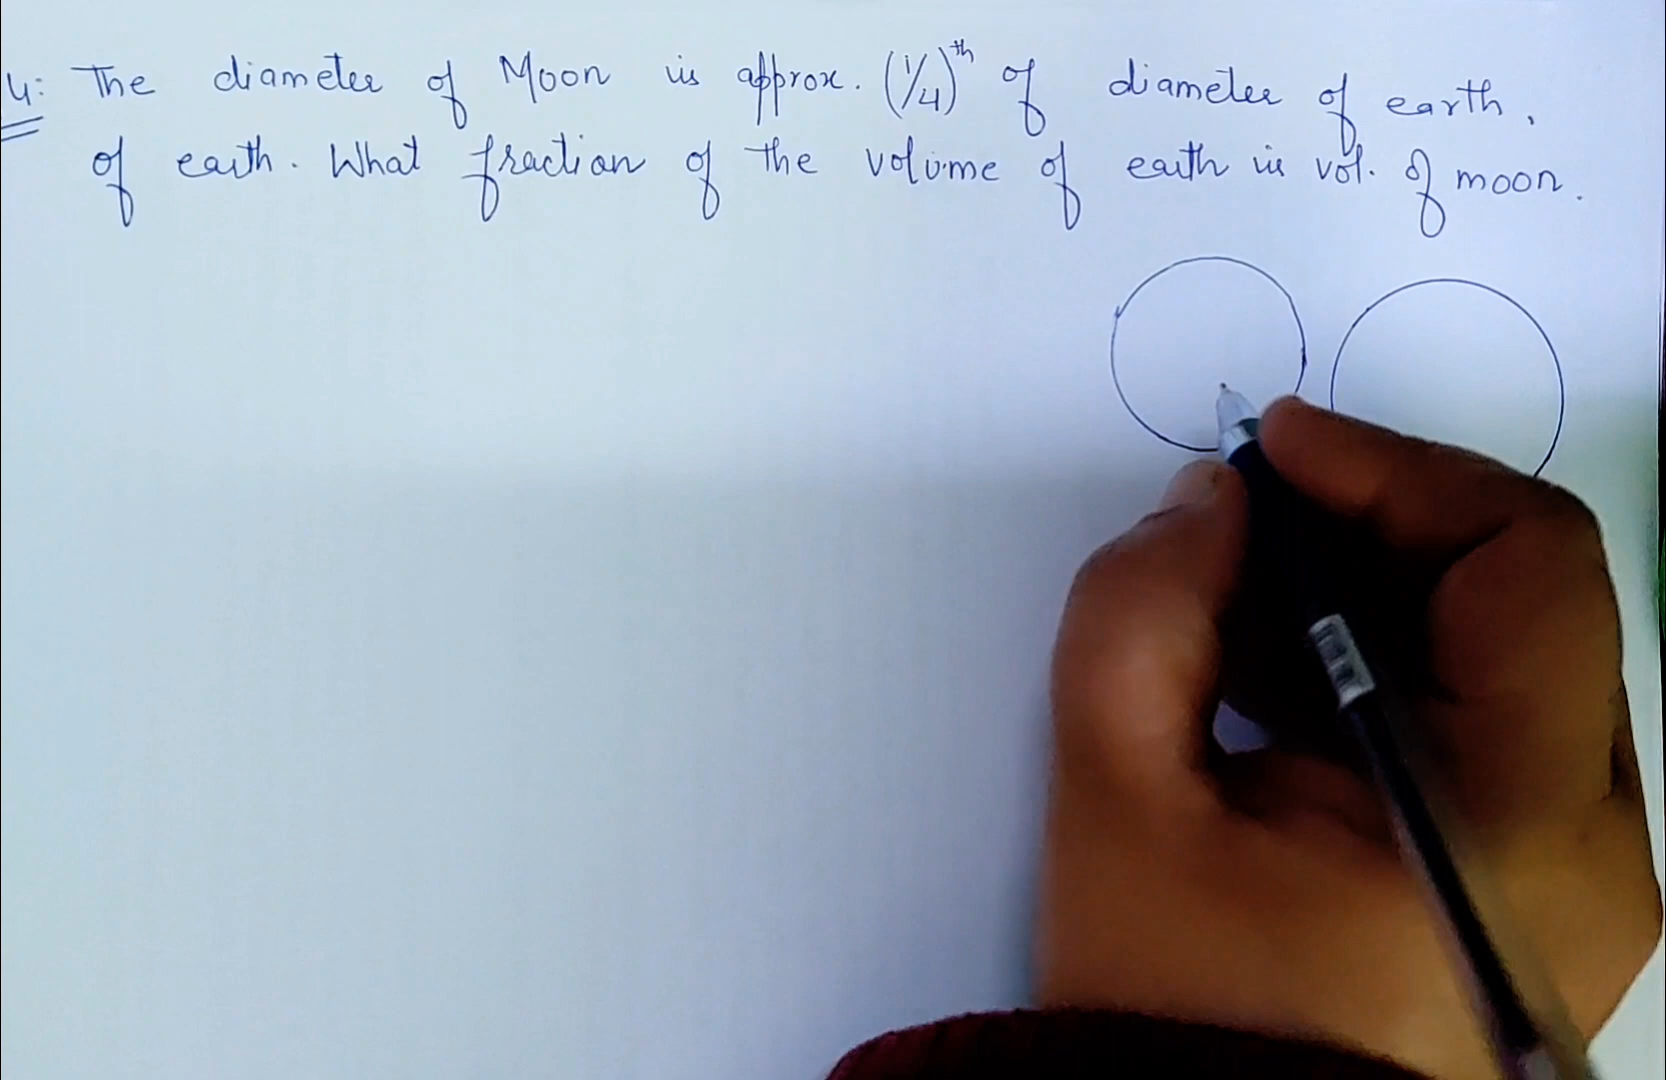 4: The diameter of Moon is approx. (1/4)th of diameter of earth,
of earth. What fraction of the volume of earth is vol. of moon.